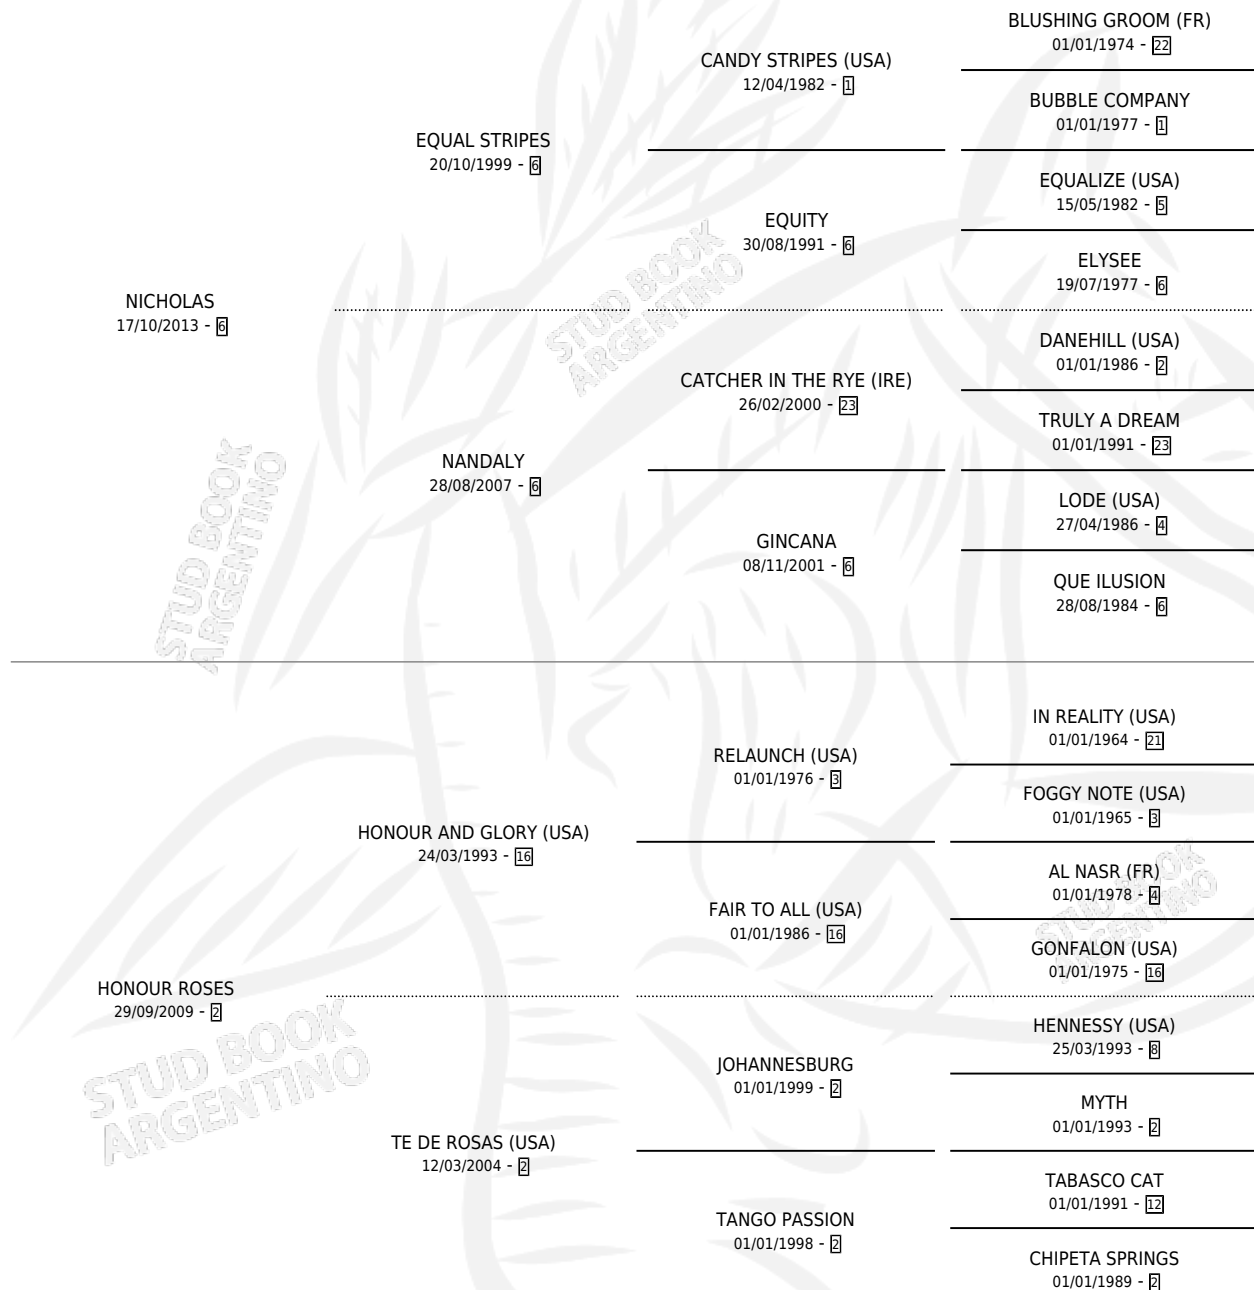 BLUSHING GROOM (FR)
01/01/1974 - 22
CANDY STRIPES (USA)
12/04/1982 - 1
BUBBLE COMPANY
01/01/1977 - 1
EQUAL STRIPES
20/10/1999 - 6
EQUALIZE (USA)
15/05/1982 - 5
EQUITY
30/08/1991 - 6
ELYSEE
19/07/1977 - 6
NICHOLAS
17/10/2013 - 6
DANEHILL (USA)
01/01/1986 - 2
CATCHER IN THE RYE (IRE)
26/02/2000 - 23
TRULY A DREAM
01/01/1991 - 23
NANDALY
28/08/2007 - 6
LODE (USA)
27/04/1986 - 4
GINCANA
08/11/2001 - 6
QUE ILUSION
28/08/1984 - 6
IN REALITY (USA)
01/01/1964 - 21
RELAUNCH (USA)
01/01/1976 - 3
FOGGY NOTE (USA)
01/01/1965 - 3
HONOUR AND GLORY (USA)
24/03/1993 - 16
AL NASR (FR)
01/01/1978 - 4
FAIR TO ALL (USA)
01/01/1986 - 16
GONFALON (USA)
01/01/1975 - 16
HONOUR ROSES
29/09/2009 - 2
HENNESSY (USA)
25/03/1993 - 8
JOHANNESBURG
01/01/1999 - 2
MYTH
01/01/1993 - 2
TE DE ROSAS (USA)
12/03/2004 - 2
TABASCO CAT
01/01/1991 - 12
TANGO PASSION
01/01/1998 - 2
CHIPETA SPRINGS
01/01/1989 - 2
STUD BOOK
ARGENTINO
STUD BOOK
ARGENTINO
STUD BOOK
ARGENTINO
STUD BOOK
ARGENTINO